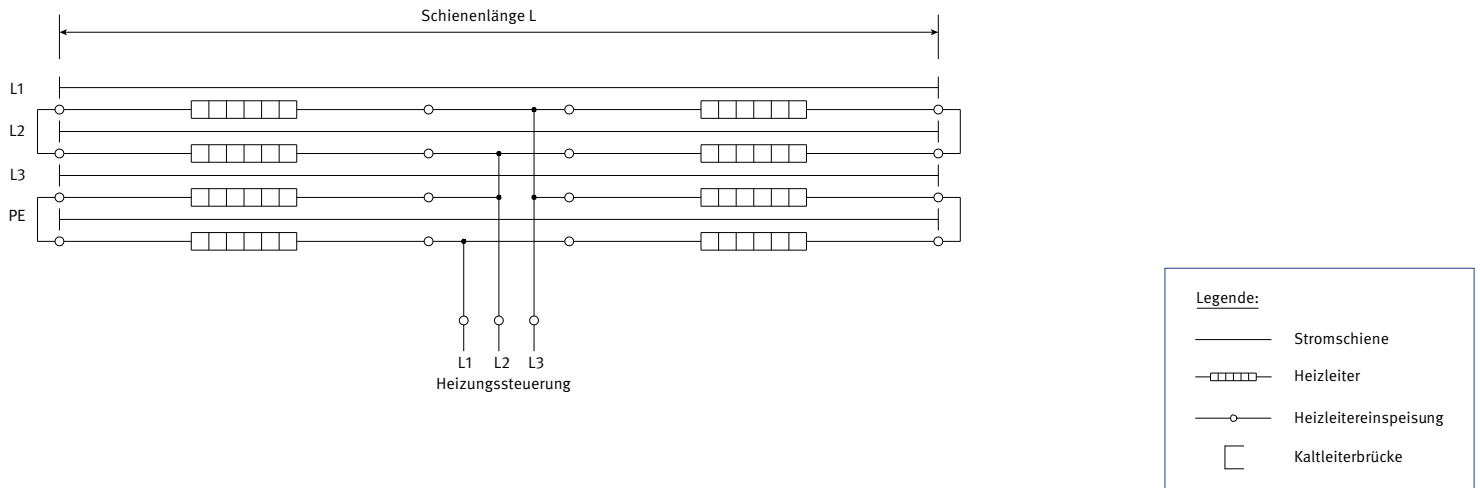 Schienenlänge L
L1
L2
L3
PE
L1 L2 L3
Heizungssteuerung
Legende:
Stromschiene
Heizleiter
Heizleitereinspeisung
Kaltleiterbrücke